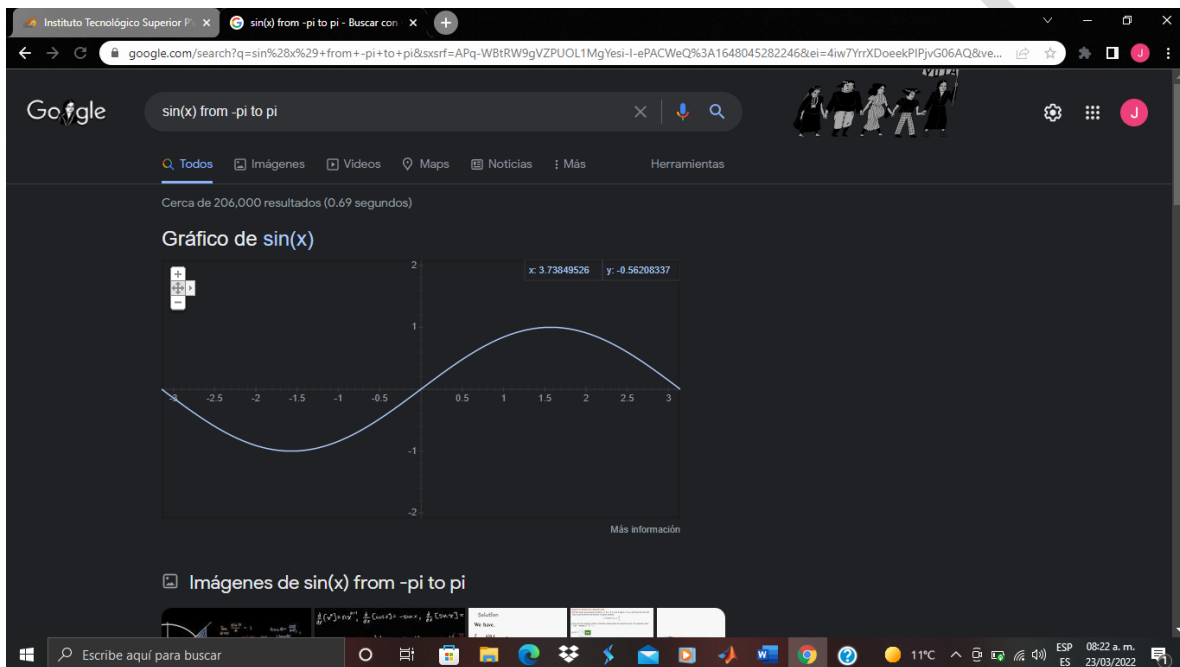 Instituto Tecnológico Superior P
sin(x) from -pi to pi - Buscar con
google.com/search?q=sin%28x%29+from+-pi+to+pi&sxsrf=APq-WBtRW9gVZPUOL1MgYesi-I-ePACWeQ%3A1648045282246&ei=4iw7YrrXDoeekPIPjvG06AQ&ve...
J
Google
sin(x) from -pi to pi
J
Todos Imágenes Videos Maps Noticias Más Herramientas
Cerca de 206,000 resultados (0.69 segundos)
Gráfico de sin(x)
x: 3.73849526 y: -0.56208337
2
1
-3 -2.5 -2 -1.5 -1 -0.5 0.5 1 1.5 2 2.5 3
-1
-2
Más información
Imágenes de sin(x) from -pi to pi
Solution
We have,
Escribe aquí para buscar
11°C
ESP
ES
08:22 a. m.
23/03/2022